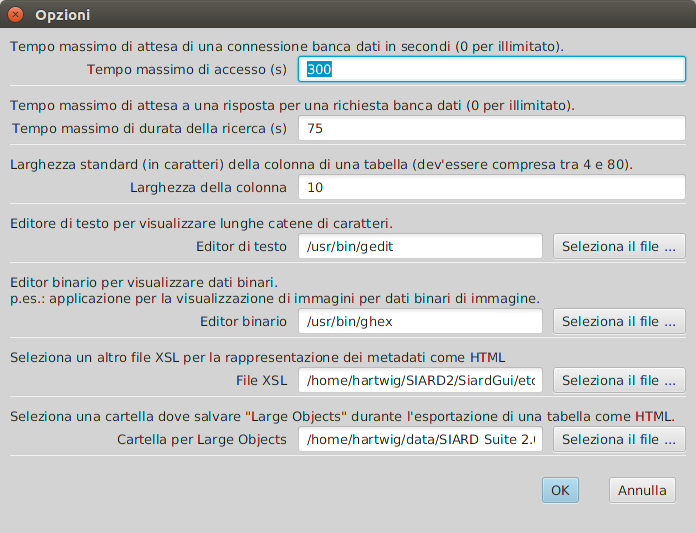 Opzioni
Tempo massimo di attesa di una connessione banca dati in secondi (0 per illimitato).
Tempo massimo di accesso (s) 300
Tempo massimo di attesa a una risposta per una richiesta banca dati (0 per illimitato).
Tempo massimo di durata della ricerca (s) 75
Larghezza standard (in caratteri) della colonna di una tabella (dev'essere compresa tra 4 e 80).
Larghezza della colonna 10
Editore di testo per visualizzare lunghe catene di caratteri.
Editor di testo /usr/bin/gedit Seleziona il file ...
Editor binario per visualizzare dati binari.
p.es.: applicazione per la visualizzazione di immagini per dati binari di immagine.
Editor binario /usr/bin/ghex Seleziona il file ...
Seleziona un altro file XSL per la rappresentazione dei metadati come HTML
File XSL /home/hartwig/SIARD2/SiardGui/etc Seleziona il file ...
Seleziona una cartella dove salvare "Large Objects" durante l'esportazione di una tabella come HTML.
Cartella per Large Objects /home/hartwig/data/SIARD Suite 2.0 Seleziona il file ...
OK Annulla